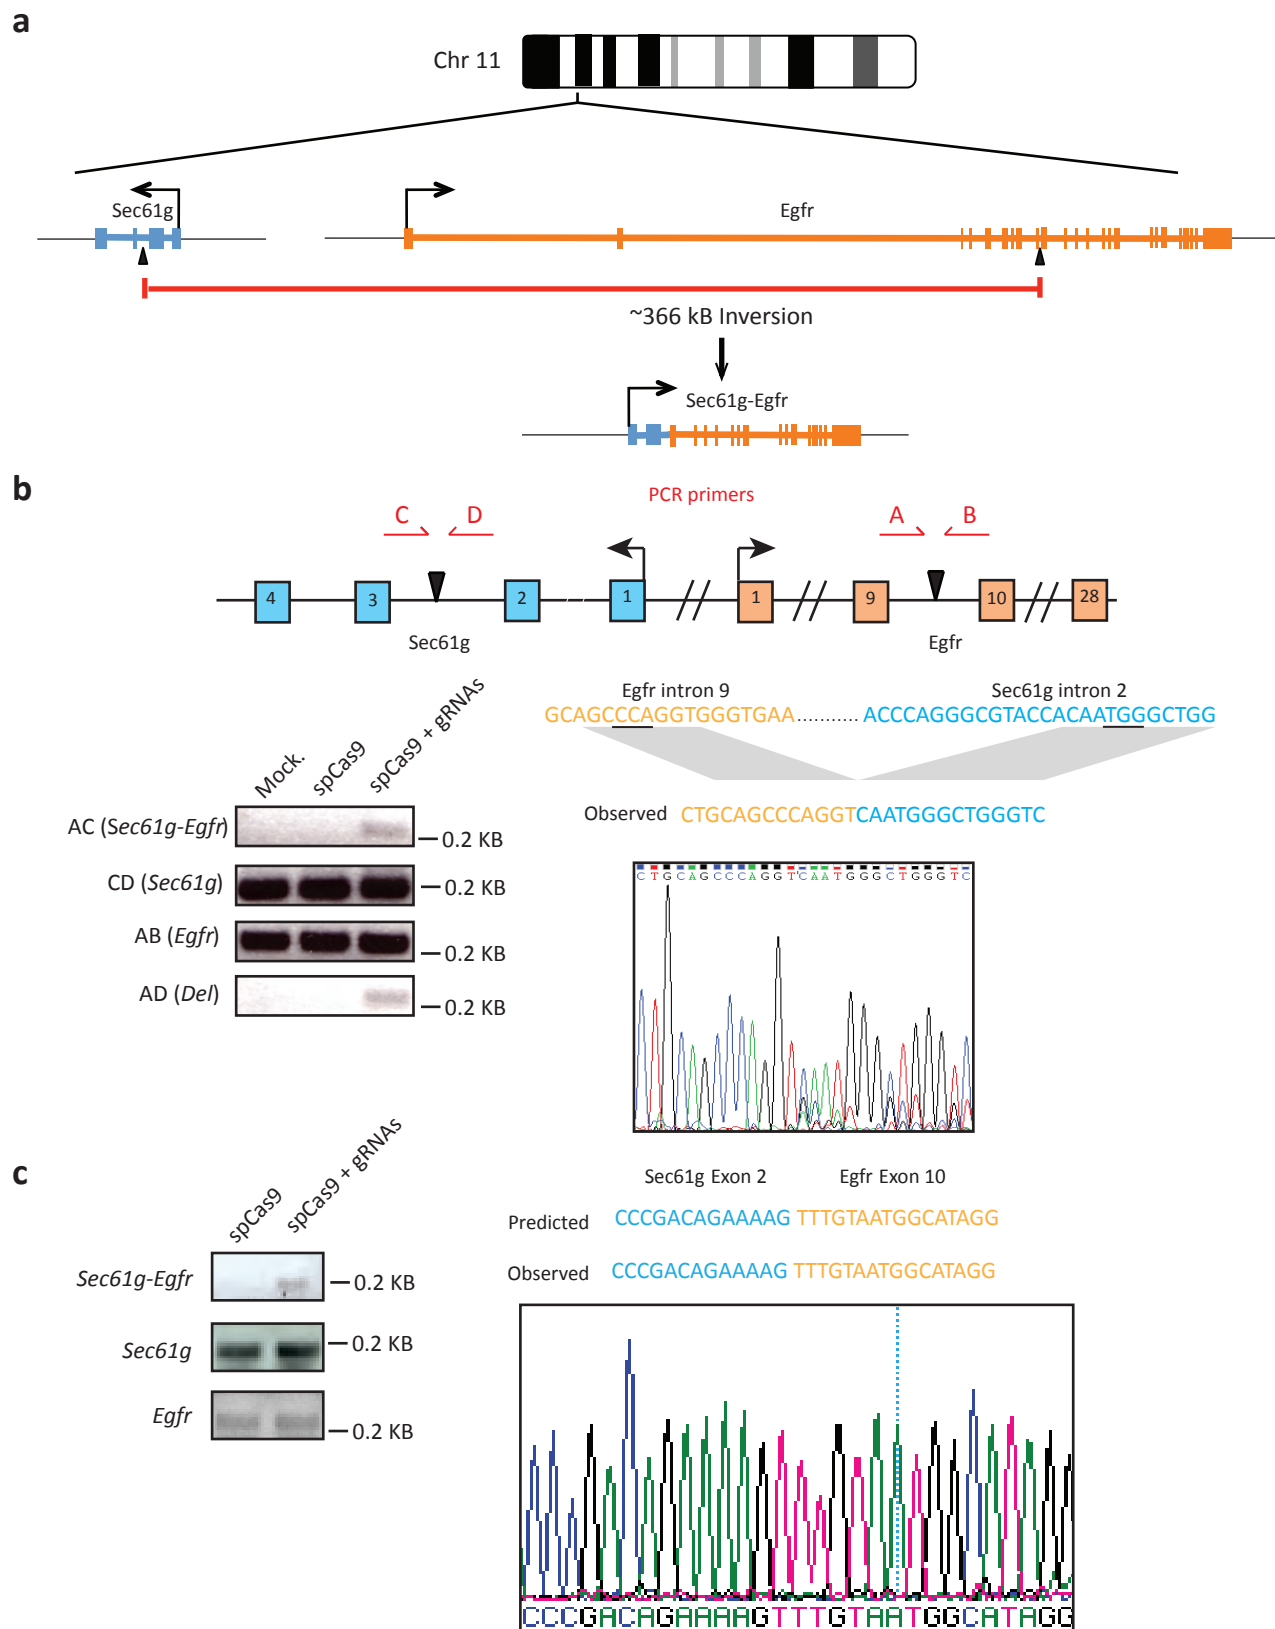 a
Chr 11
Sec61g
Egfr
~366 kB Inversion
Sec61g-Egfr
b
PCR primers
C D A B
4 3 2 1 1 9 10 28
Sec61g Egfr
Mock. spCas9 spCas9 + gRNAs
AC (Sec61g-Egfr) 0.2 KB
CD (Sec61g) 0.2 KB
AB (Egfr) 0.2 KB
AD (Del) 0.2 KB
Egfr intron 9 Sec61g intron 2
GCAGCCCAGGTGGGTGAA...........ACCCAGGGCGTACCACAATGGGCTGG
Observed CTGCAGCCCAGGTCAATGGGCTGGGTC
CTGCAGCCCAGGTCAATGGGCTGGGTC
c
spCas9 spCas9 + gRNAs
Sec61g-Egfr 0.2 KB
Sec61g 0.2 KB
Egfr 0.2 KB
Sec61g Exon 2 Egfr Exon 10
Predicted CCCGACAGAAAAG TTTGTAATGGCATAGG
Observed CCCGACAGAAAAG TTTGTAATGGCATAGG
CCCGACAGAAAAGTTTGTAATGGCATAGG